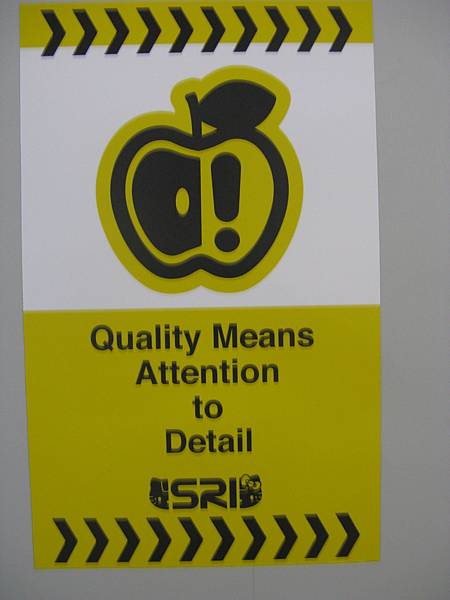 !
Quality Means
Attention
to
Detail
SRI